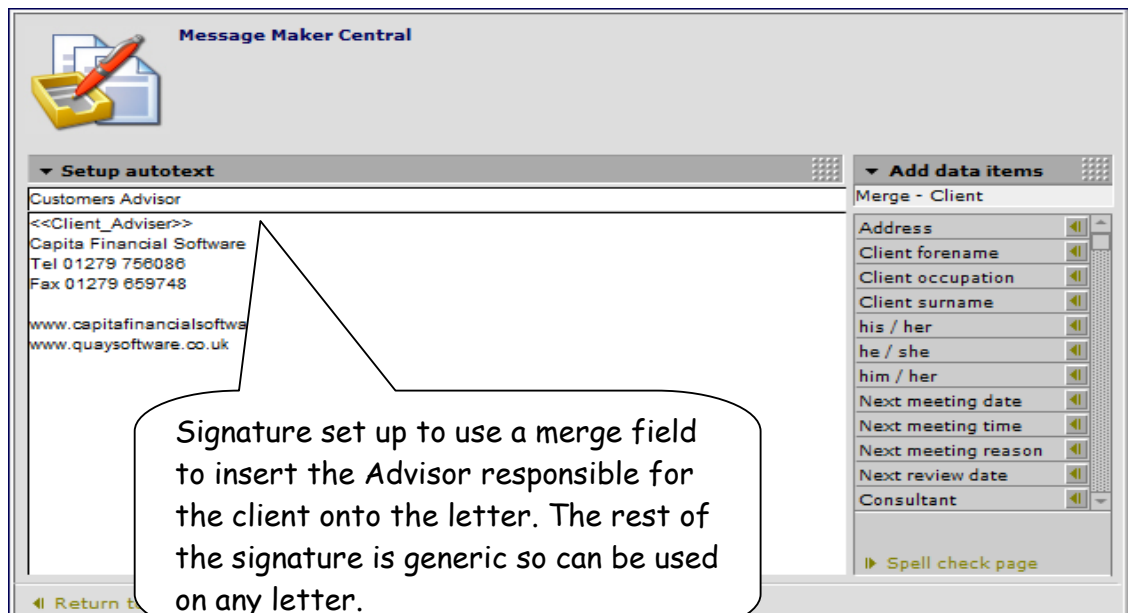 Message Maker Central
Setup autotext
Customers Advisor
<<Client_Adviser>>
Capita Financial Software
Tel 01279 756086
Fax 01279 659748
www.capitafinancialsoftwa
www.quaysoftware.co.uk
Signature set up to use a merge field
to insert the Advisor responsible for
the client onto the letter. The rest of
the signature is generic so can be used
on any letter.
Return t
Add data items
Merge - Client
Address
Client forename
Client occupation
Client surname
his / her
he / she
him / her
Next meeting date
Next meeting time
Next meeting reason
Next review date
Consultant
Spell check page